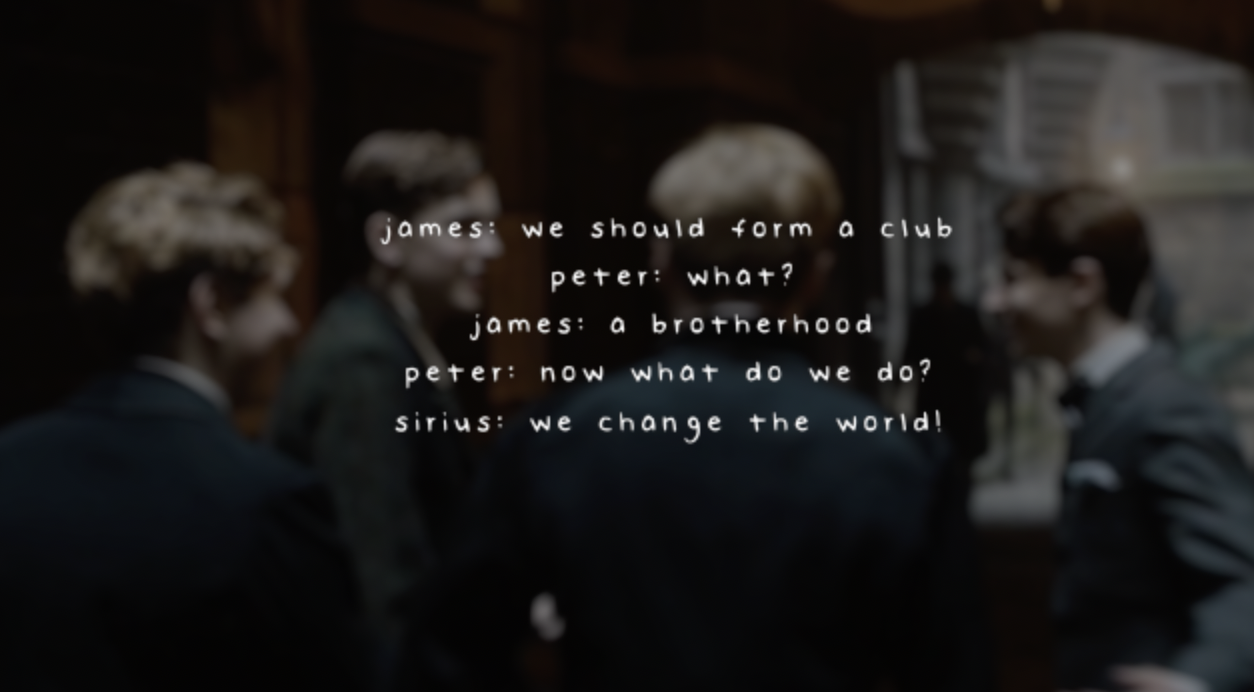 james: we should form a club
peter: what?
james: a brotherhood
peter: now what do we do?
sirius: we change the world!